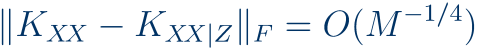 ‖K_{XX} − K_{XX|Z}‖_F = O(M^{−1/4})